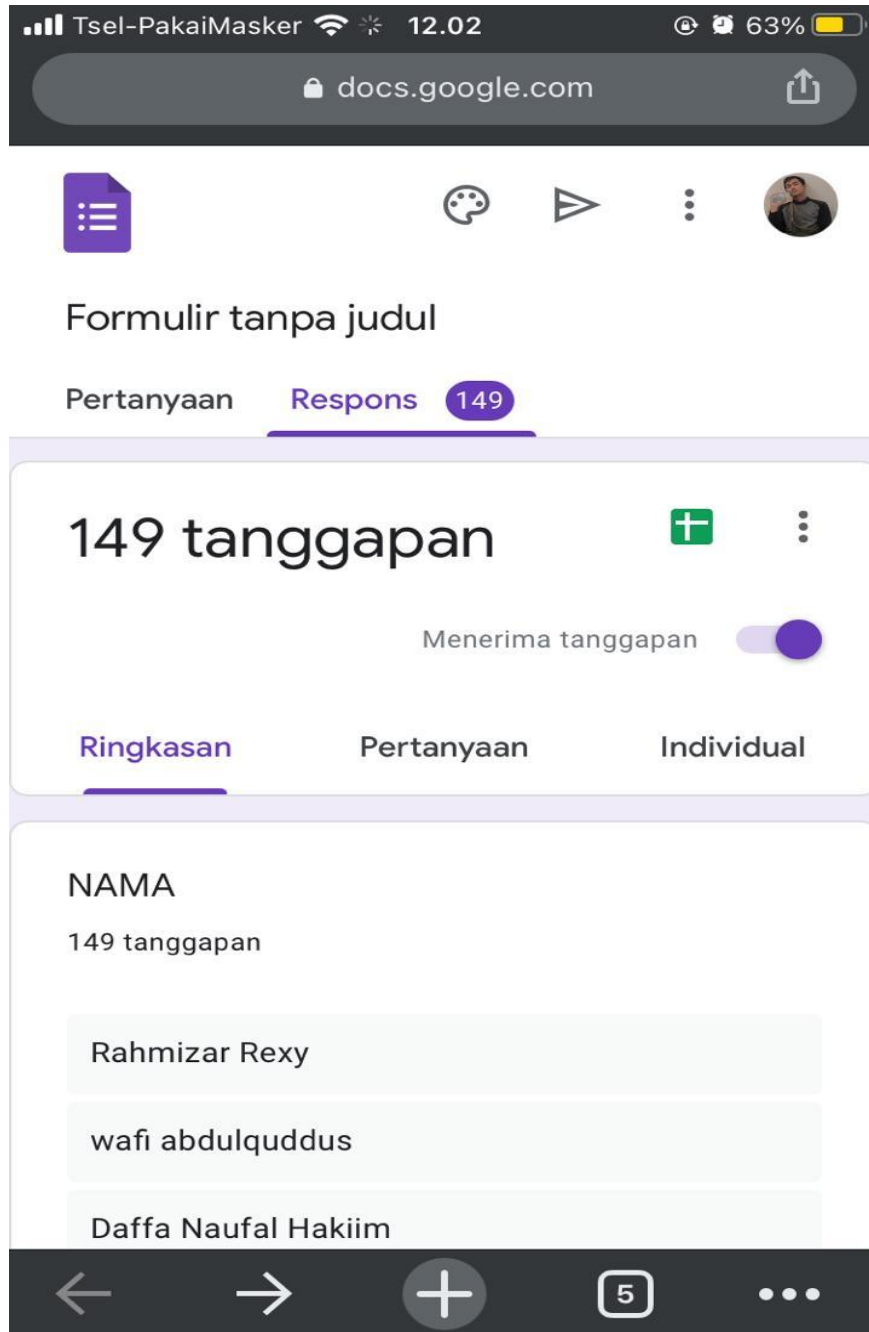 Tsel-PakaiMasker 12.02 63%
docs.google.com
Formulir tanpa judul
Pertanyaan Respons 149
149 tanggapan
Menerima tanggapan
Ringkasan Pertanyaan Individual
NAMA
149 tanggapan
Rahmizar Rexy
wafi abdulquddus
Daffa Naufal Hakiim
5